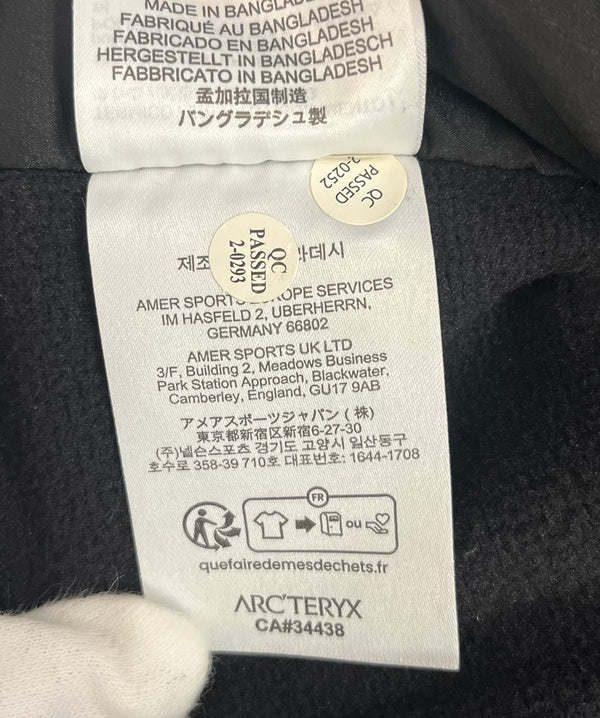 MADE IN BANGLADESH
FABRIQUÉ AU BANGLADESH
FABRICADO EN BANGLADESH
HERGESTELLT IN BANGLADESCH
FABBRICATO IN BANGLADESH
孟加拉国制造
バングラデシュ製
QC
PASSED
2-0252
QC
PASSED
2-0293
제조 라데시
AMER SPORTS EUROPE SERVICES
IM HASFELD 2, UBERHERRN,
GERMANY 66802
AMER SPORTS UK LTD
3/F, Building 2, Meadows Business
Park Station Approach, Blackwater,
Camberley, England, GU17 9AB
アメアスポーツジャパン(株)
東京都新宿区新宿6-27-30
(주)넬슨스포츠 경기도 고양시 일산동구
호수로 358-39 710호 대표번호: 1644-1708
FR
ou
quefairedemesdechets.fr
ARC'TERYX
CA#34438